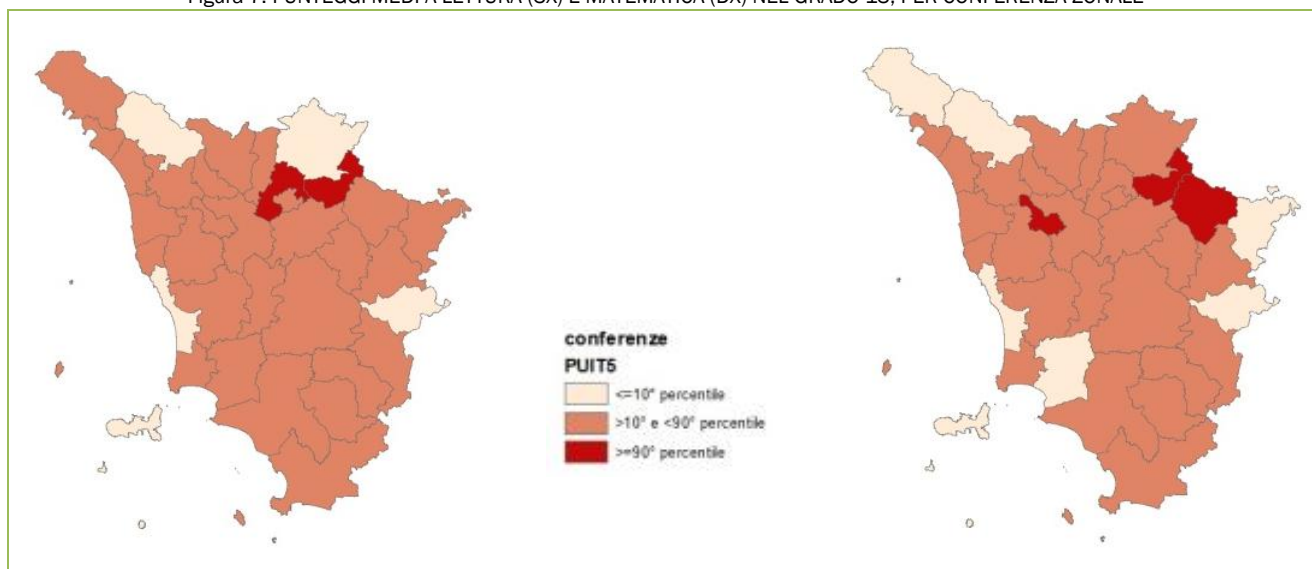 Figura 7. PUNTEGGI MEDI A LETTURA (SX) E MATEMATICA (DX) NEL GRADO 13, PER CONFERENZA ZONALE
conferenze
PUIT5
<=10° percentile
>10° e <90° percentile
>=90° percentile